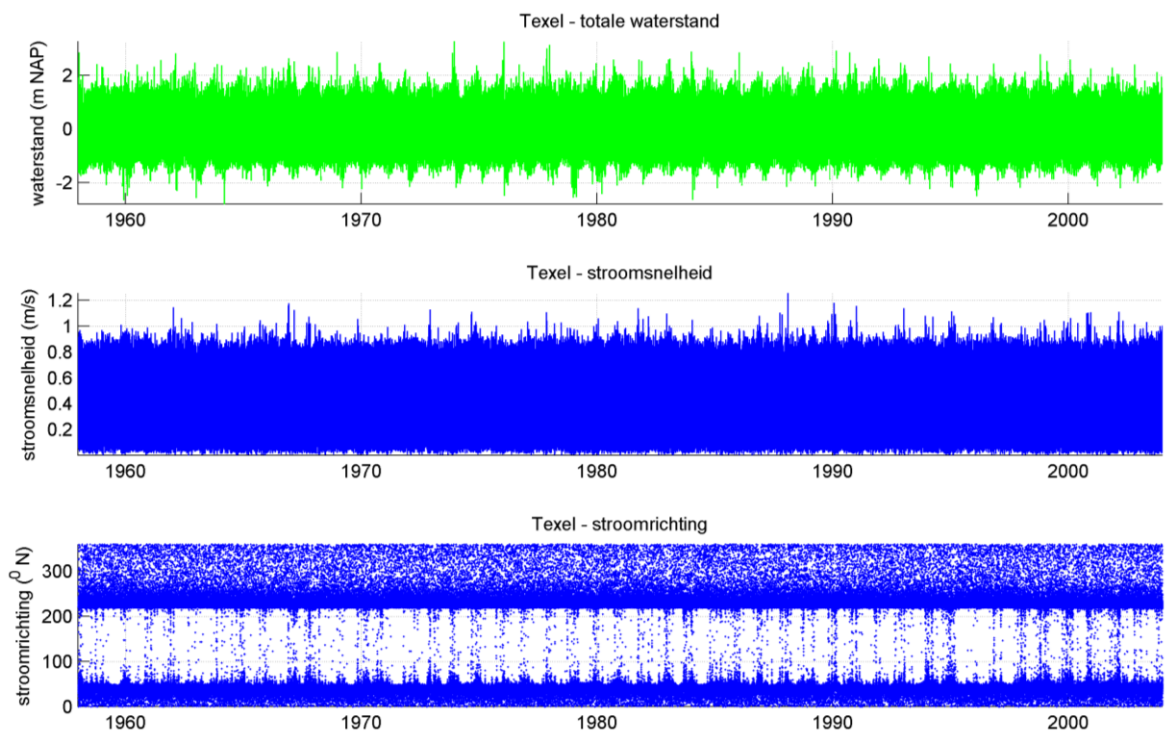 Texel - totale waterstand
waterstand (m NAP)
2
0
-2
1960 1970 1980 1990 2000
Texel - stroomsnelheid
stroomsnelheid (m/s)
1.2
1
0.8
0.6
0.4
0.2
1960 1970 1980 1990 2000
Texel - stroomrichting
stroomrichting (⁰ N)
300
200
100
0
1960 1970 1980 1990 2000